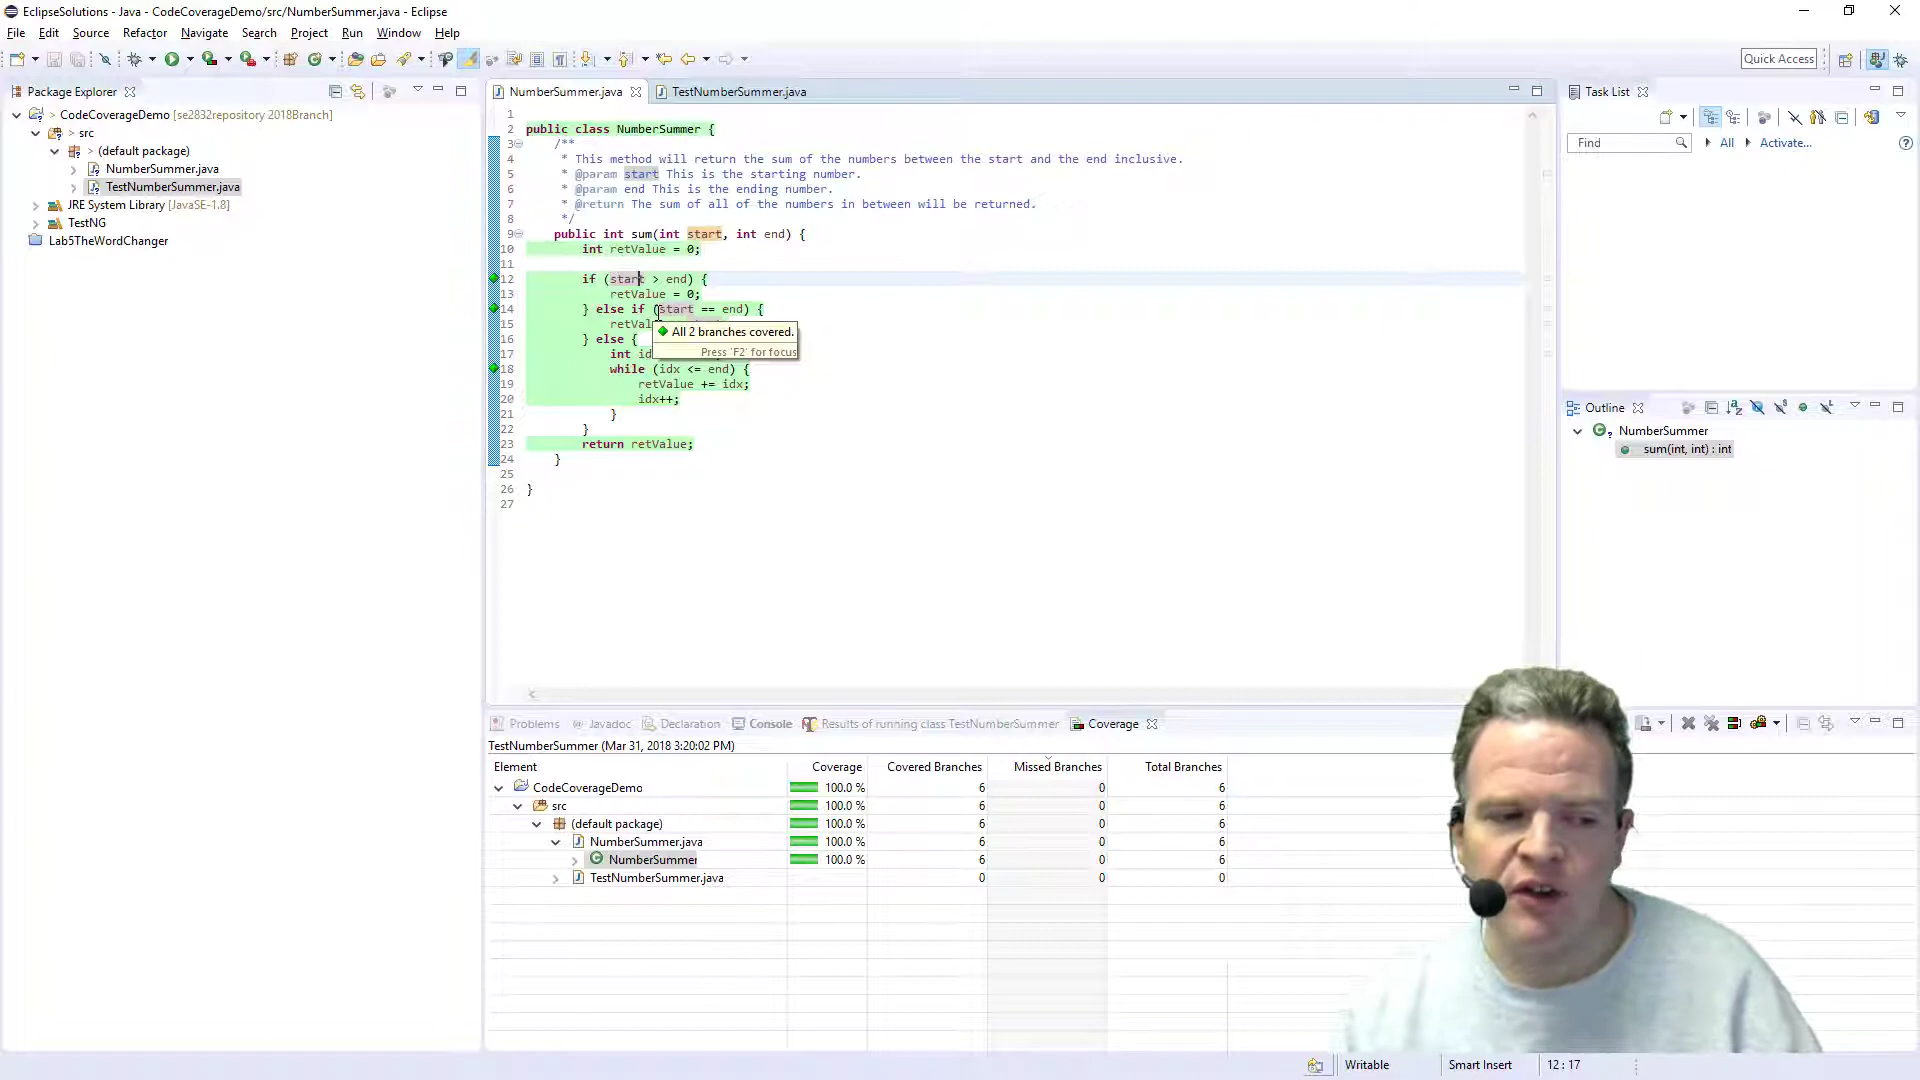 EclipseSolutions - Java - CodeCoverageDemo/src/NumberSummer.java - Eclipse
File Edit Source Refactor Navigate Search Project Run Window Help
Quick Access
Package Explorer
CodeCoverageDemo [se2832repository 2018Branch]
src
(default package)
NumberSummer.java
TestNumberSummer.java
JRE System Library [JavaSE-1.8]
TestNG
Lab5TheWordChanger
NumberSummer.java TestNumberSummer.java
1
2 public class NumberSummer {
3 /**
4 * This method will return the sum of the numbers between the start and the end inclusive.
5 * @param start This is the starting number.
6 * @param end This is the ending number.
7 * @return The sum of all of the numbers in between will be returned.
8 */
9 public int sum(int start, int end) {
10 int retValue = 0;
11
12 if (start > end) {
13 retValue = 0;
14 } else if (start == end) {
15 retVal
16 } else {
17 int id
18 while (idx <= end) {
19 retValue += idx;
20 idx++;
21 }
22 }
23 return retValue;
24 }
25
26 }
27
All 2 branches covered.
Press 'F2' for focus
Task List
Find All Activate...
Outline
NumberSummer
sum(int, int) : int
Problems @ Javadoc Declaration Console Results of running class TestNumberSummer Coverage
TestNumberSummer (Mar 31, 2018 3:20:02 PM)
Element Coverage Covered Branches Missed Branches Total Branches
CodeCoverageDemo 100.0 % 6 0 6
src 100.0 % 6 0 6
(default package) 100.0 % 6 0 6
NumberSummer.java 100.0 % 6 0 6
NumberSummer 100.0 % 6 0 6
TestNumberSummer.java 0 0 0
Writable Smart Insert 12 : 17